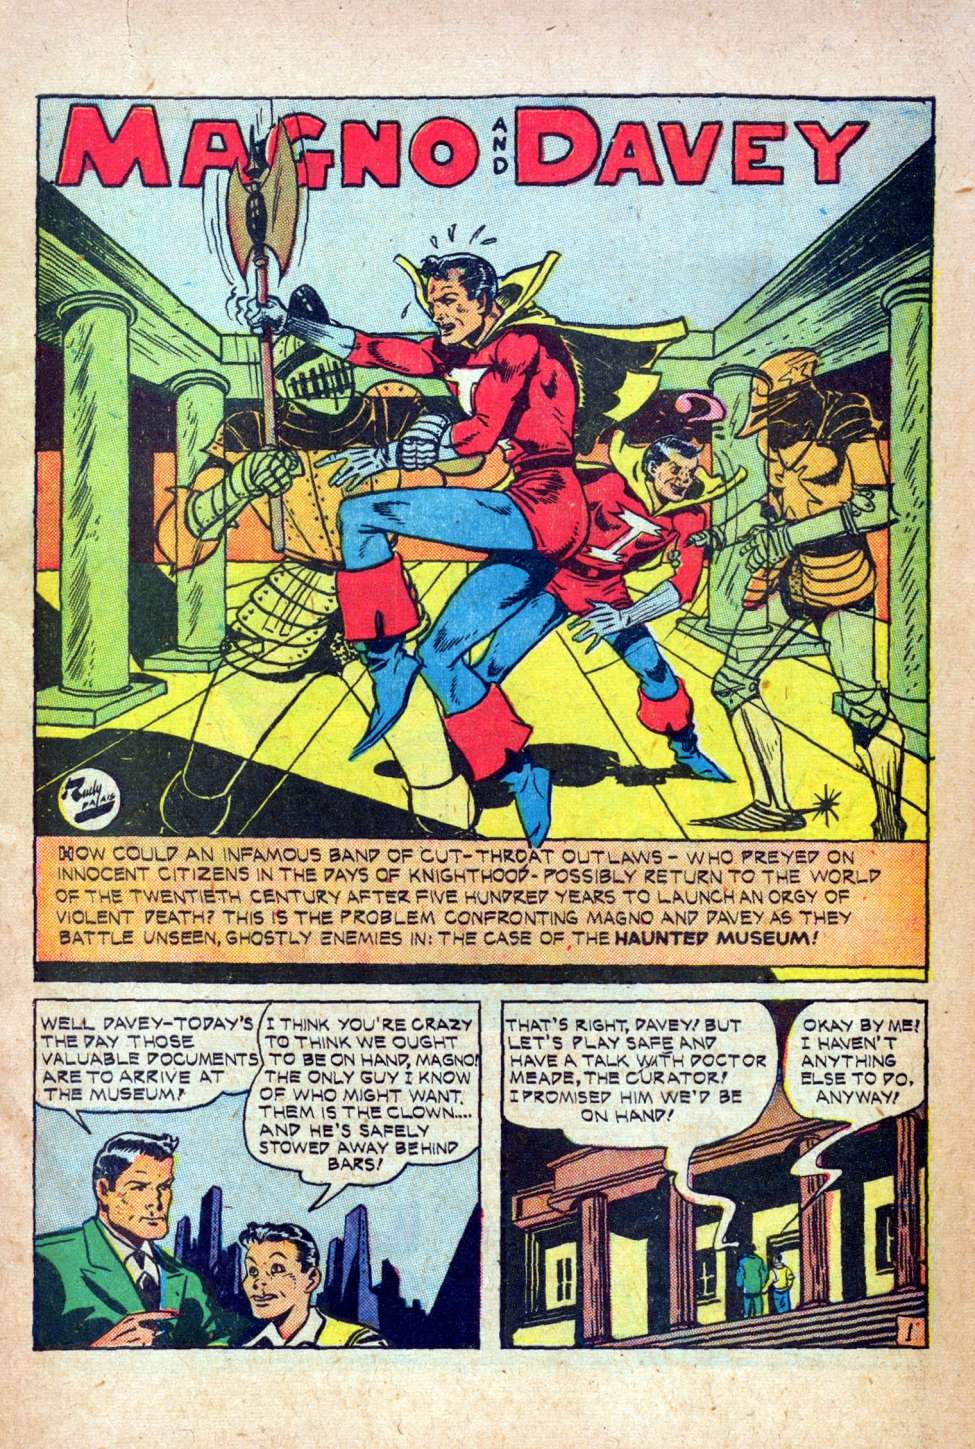 MAGNO AND DAVEY
I
?
I
Rudy
Palais
HOW COULD AN INFAMOUS BAND OF CUT-THROAT OUTLAWS - WHO PREYED ON
INNOCENT CITIZENS IN THE DAYS OF KNIGHTHOOD - POSSIBLY RETURN TO THE WORLD
OF THE TWENTIETH CENTURY AFTER FIVE HUNDRED YEARS TO LAUNCH AN ORGY OF
VIOLENT DEATH? THIS IS THE PROBLEM CONFRONTING MAGNO AND DAVEY AS THEY
BATTLE UNSEEN, GHOSTLY ENEMIES IN: THE CASE OF THE HAUNTED MUSEUM!
WELL DAVEY-TODAY'S
THE DAY THOSE
VALUABLE DOCUMENTS
ARE TO ARRIVE AT
THE MUSEUM!
I THINK YOU'RE CRAZY
TO THINK WE OUGHT
TO BE ON HAND, MAGNO!
THE ONLY GUY I KNOW
OF WHO MIGHT WANT
THEM IS THE CLOWN....
AND HE'S SAFELY
STOWED AWAY BEHIND
BARS!
THAT'S RIGHT, DAVEY! BUT
LET'S PLAY SAFE AND
HAVE A TALK WITH DOCTOR
MEADE, THE CURATOR!
I PROMISED HIM WE'D BE
ON HAND!
OKAY BY ME!
I HAVEN'T
ANYTHING
ELSE TO DO,
ANYWAY!
1